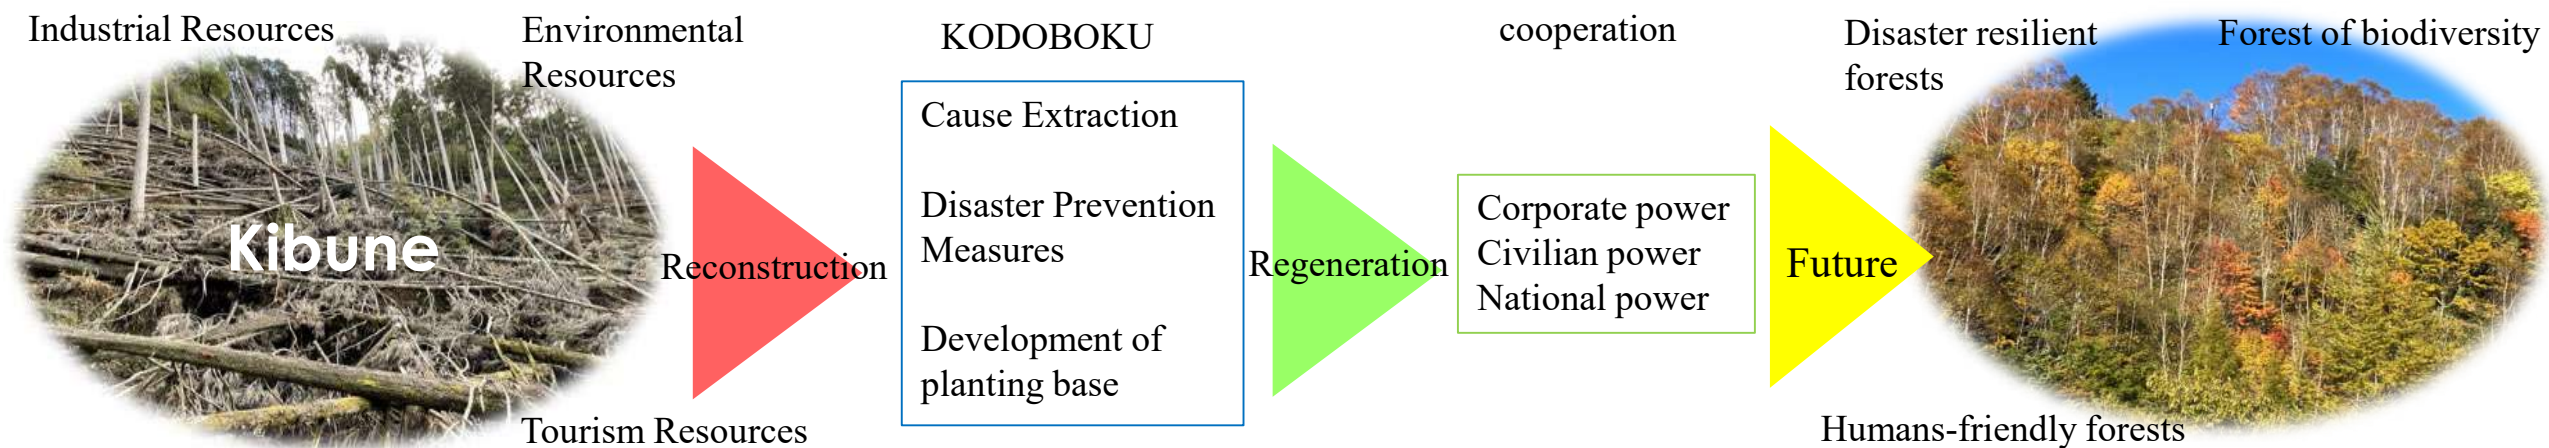 Industrial Resources
Environmental
Resources
Kibune
Tourism Resources
Reconstruction
KODOBOKU
Cause Extraction
Disaster Prevention
Measures
Development of
planting base
Regeneration
cooperation
Corporate power
Civilian power
National power
Future
Disaster resilient
forests
Forest of biodiversity
Humans-friendly forests